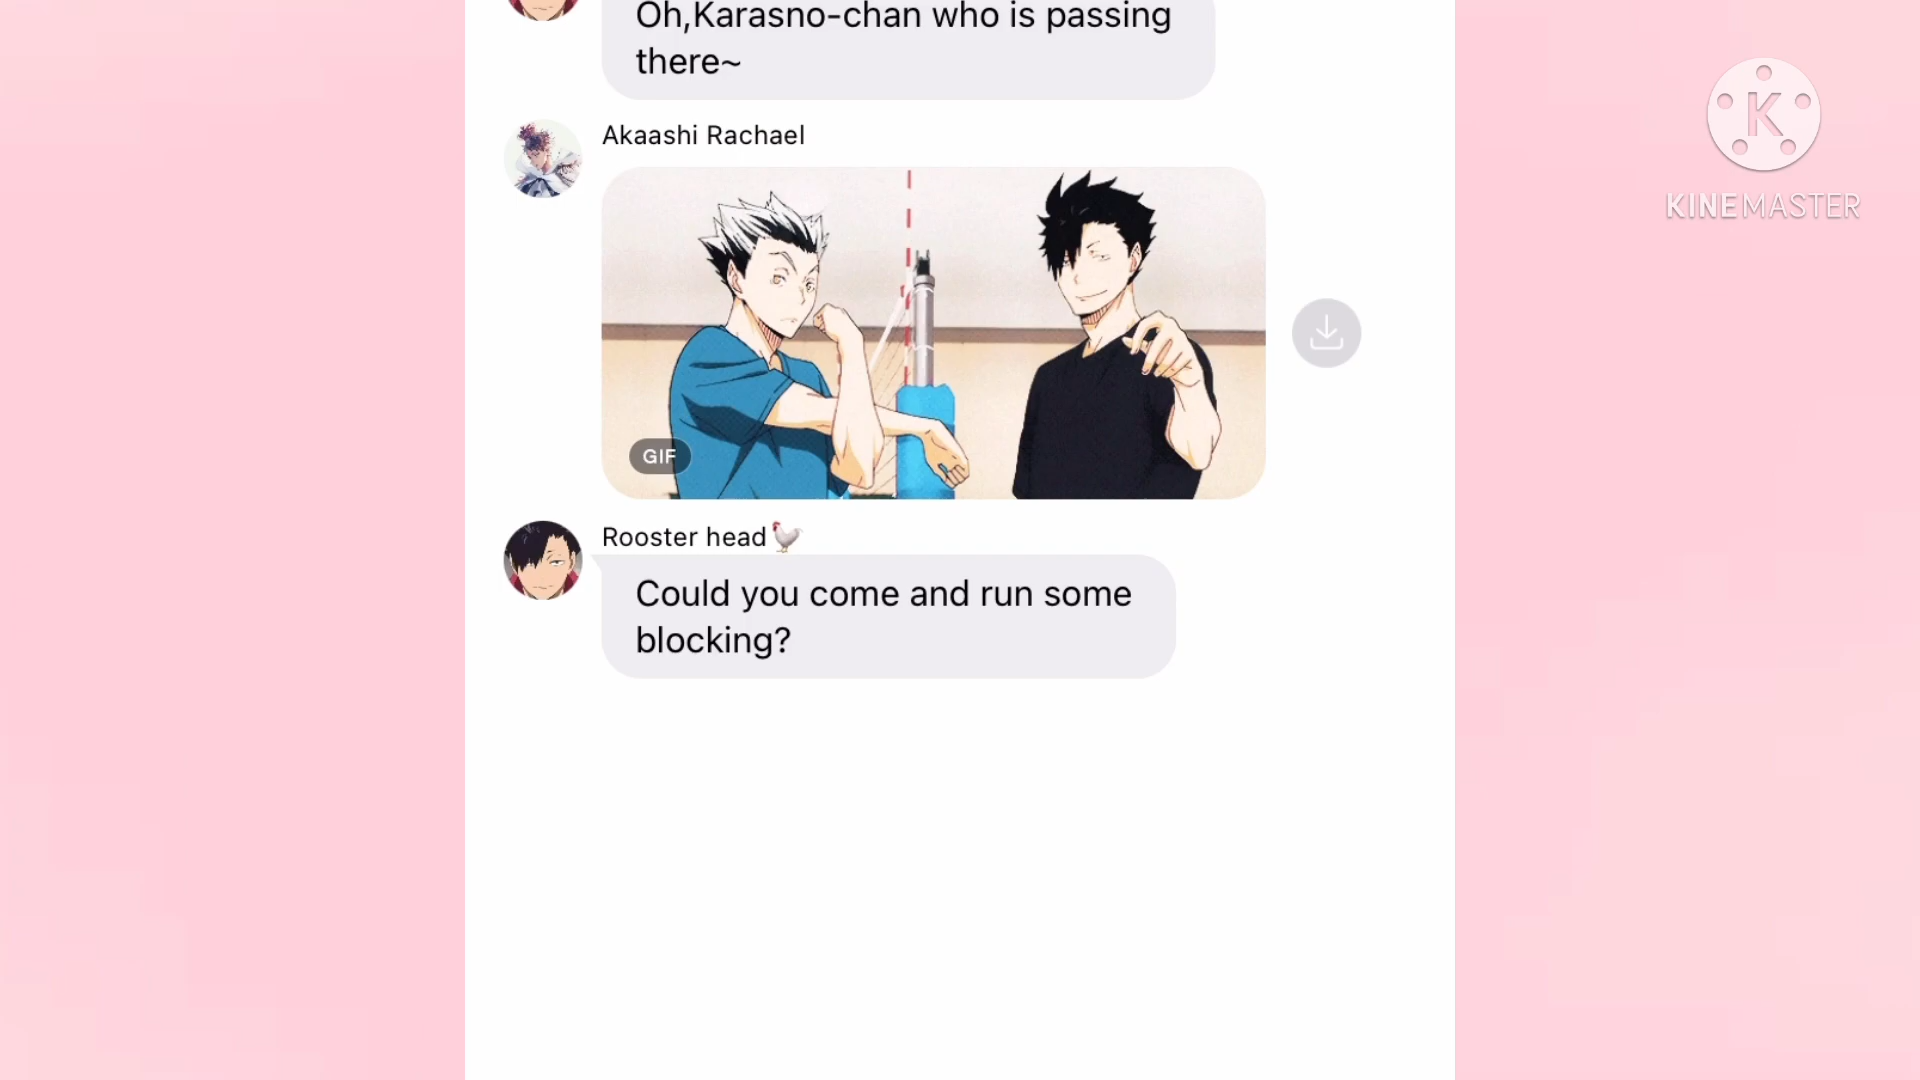 Oh,Karasno-chan who is passing
there~
Akaashi Rachael
GIF
Rooster head🐓
Could you come and run some
blocking?
K
KINEMASTER